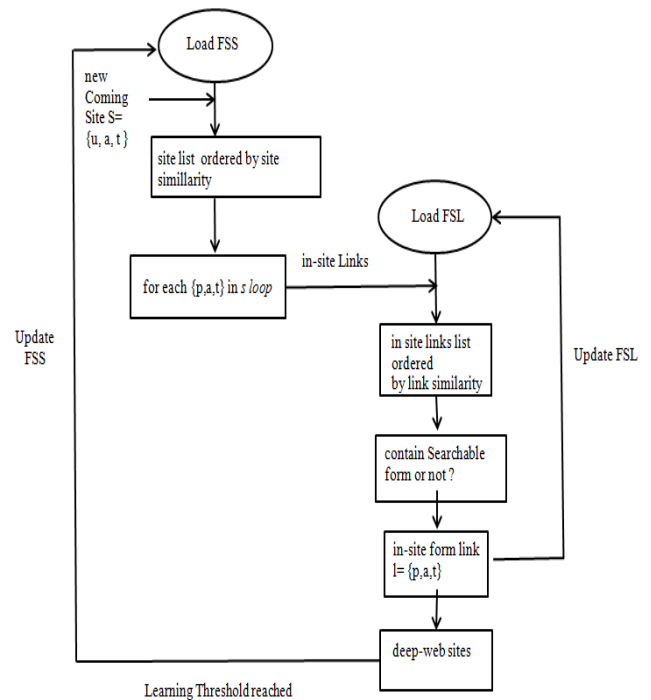 Load FSS
new
Coming
Site S=
{u, a, t }
site list ordered by site
simillarity
Load FSL
in-site Links
for each {p,a,t} in s loop
Update
FSS
in site links list
ordered
by link similarity
Update FSL
contain Searchable
form or not ?
in-site form link
l= {p,a,t}
deep-web sites
Learning Threshold reached